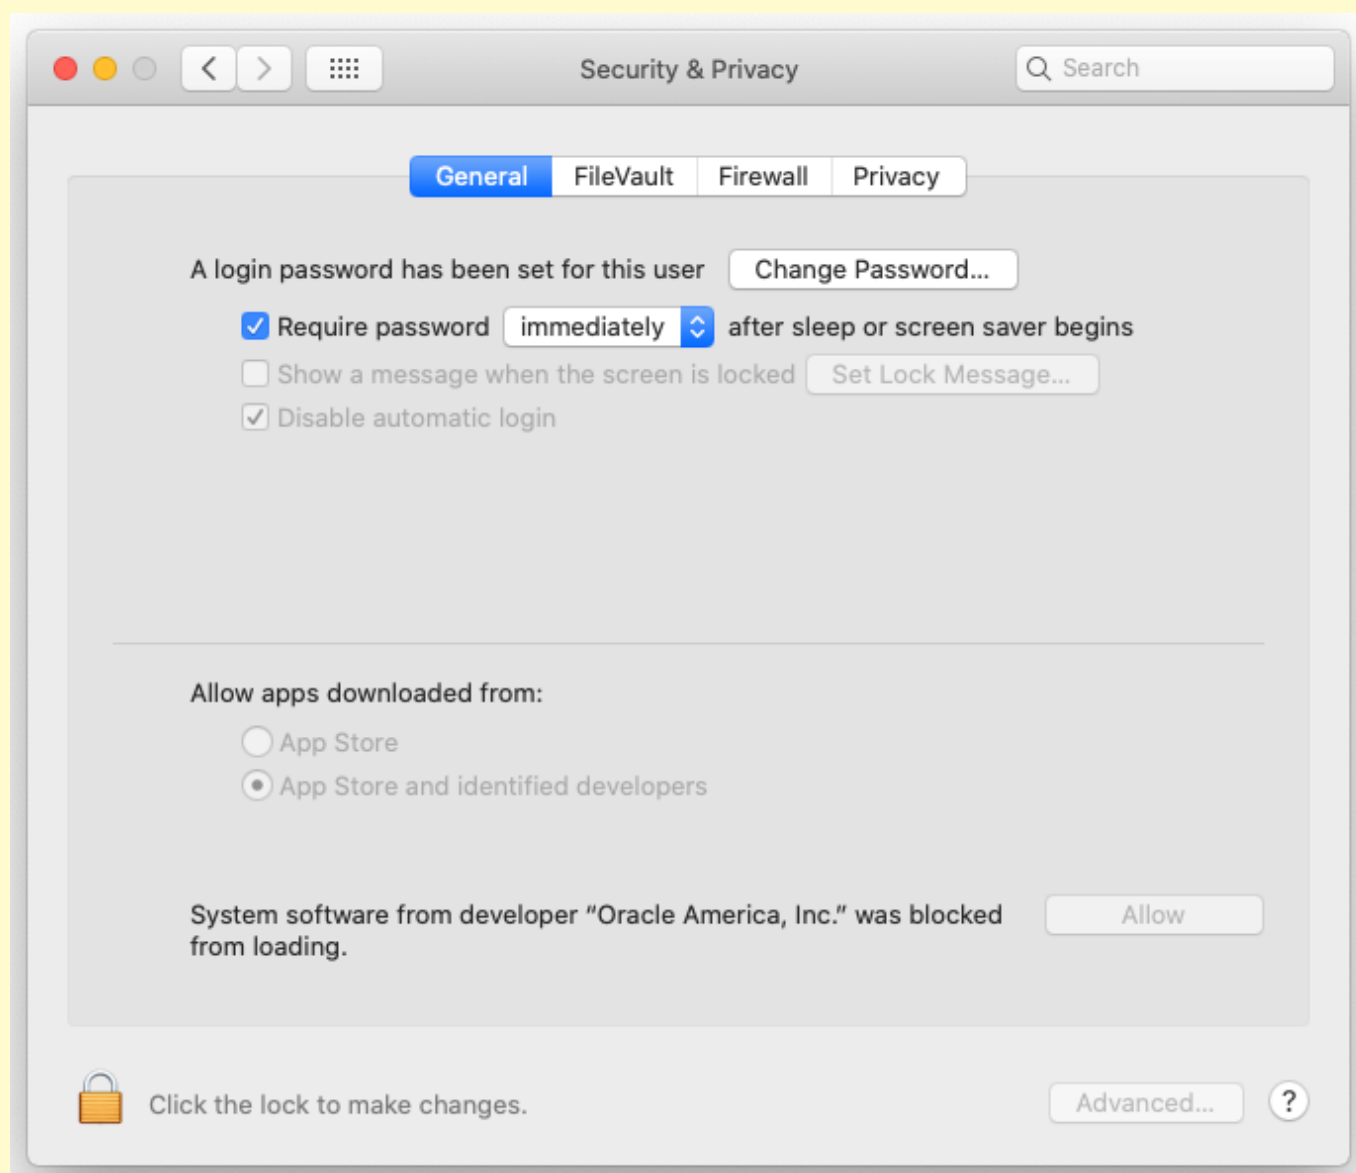 Security & Privacy
Search
General FileVault Firewall Privacy
A login password has been set for this user Change Password...
Require password immediately after sleep or screen saver begins
Show a message when the screen is locked Set Lock Message...
Disable automatic login
Allow apps downloaded from:
App Store
App Store and identified developers
System software from developer “Oracle America, Inc.” was blocked Allow
from loading.
Click the lock to make changes. Advanced... ?